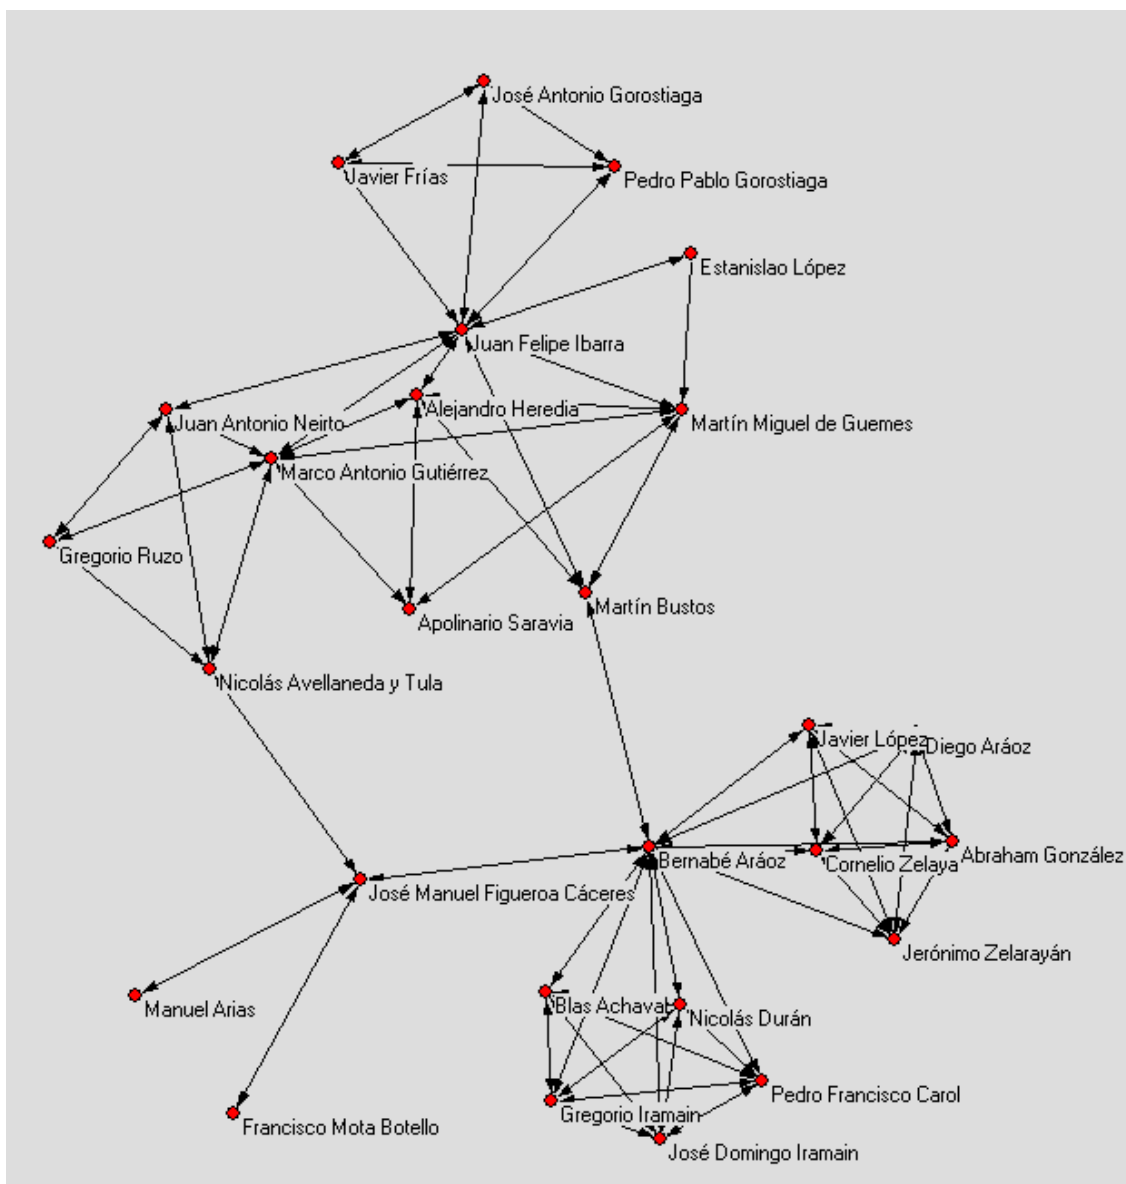 José Antonio Gorostiaga
Javier Frías
Pedro Pablo Gorostiaga
Estanislao López
Juan Felipe Ibarra
Alejandro Heredia
Juan Antonio Neirto
Martín Miguel de Guemes
Marco Antonio Gutiérrez
Gregorio Ruzo
Martín Bustos
Apolinario Saravia
Nicolás Avellaneda y Tula
Javier López
Diego Aráoz
Bernabé Aráoz
Cornelio Zelaya
Abraham González
José Manuel Figueroa Cáceres
Jerónimo Zelarayán
Manuel Arias
Blas Achaval
Nicolás Durán
Pedro Francisco Carol
Gregorio Iramain
Francisco Mota Botello
José Domingo Iramain